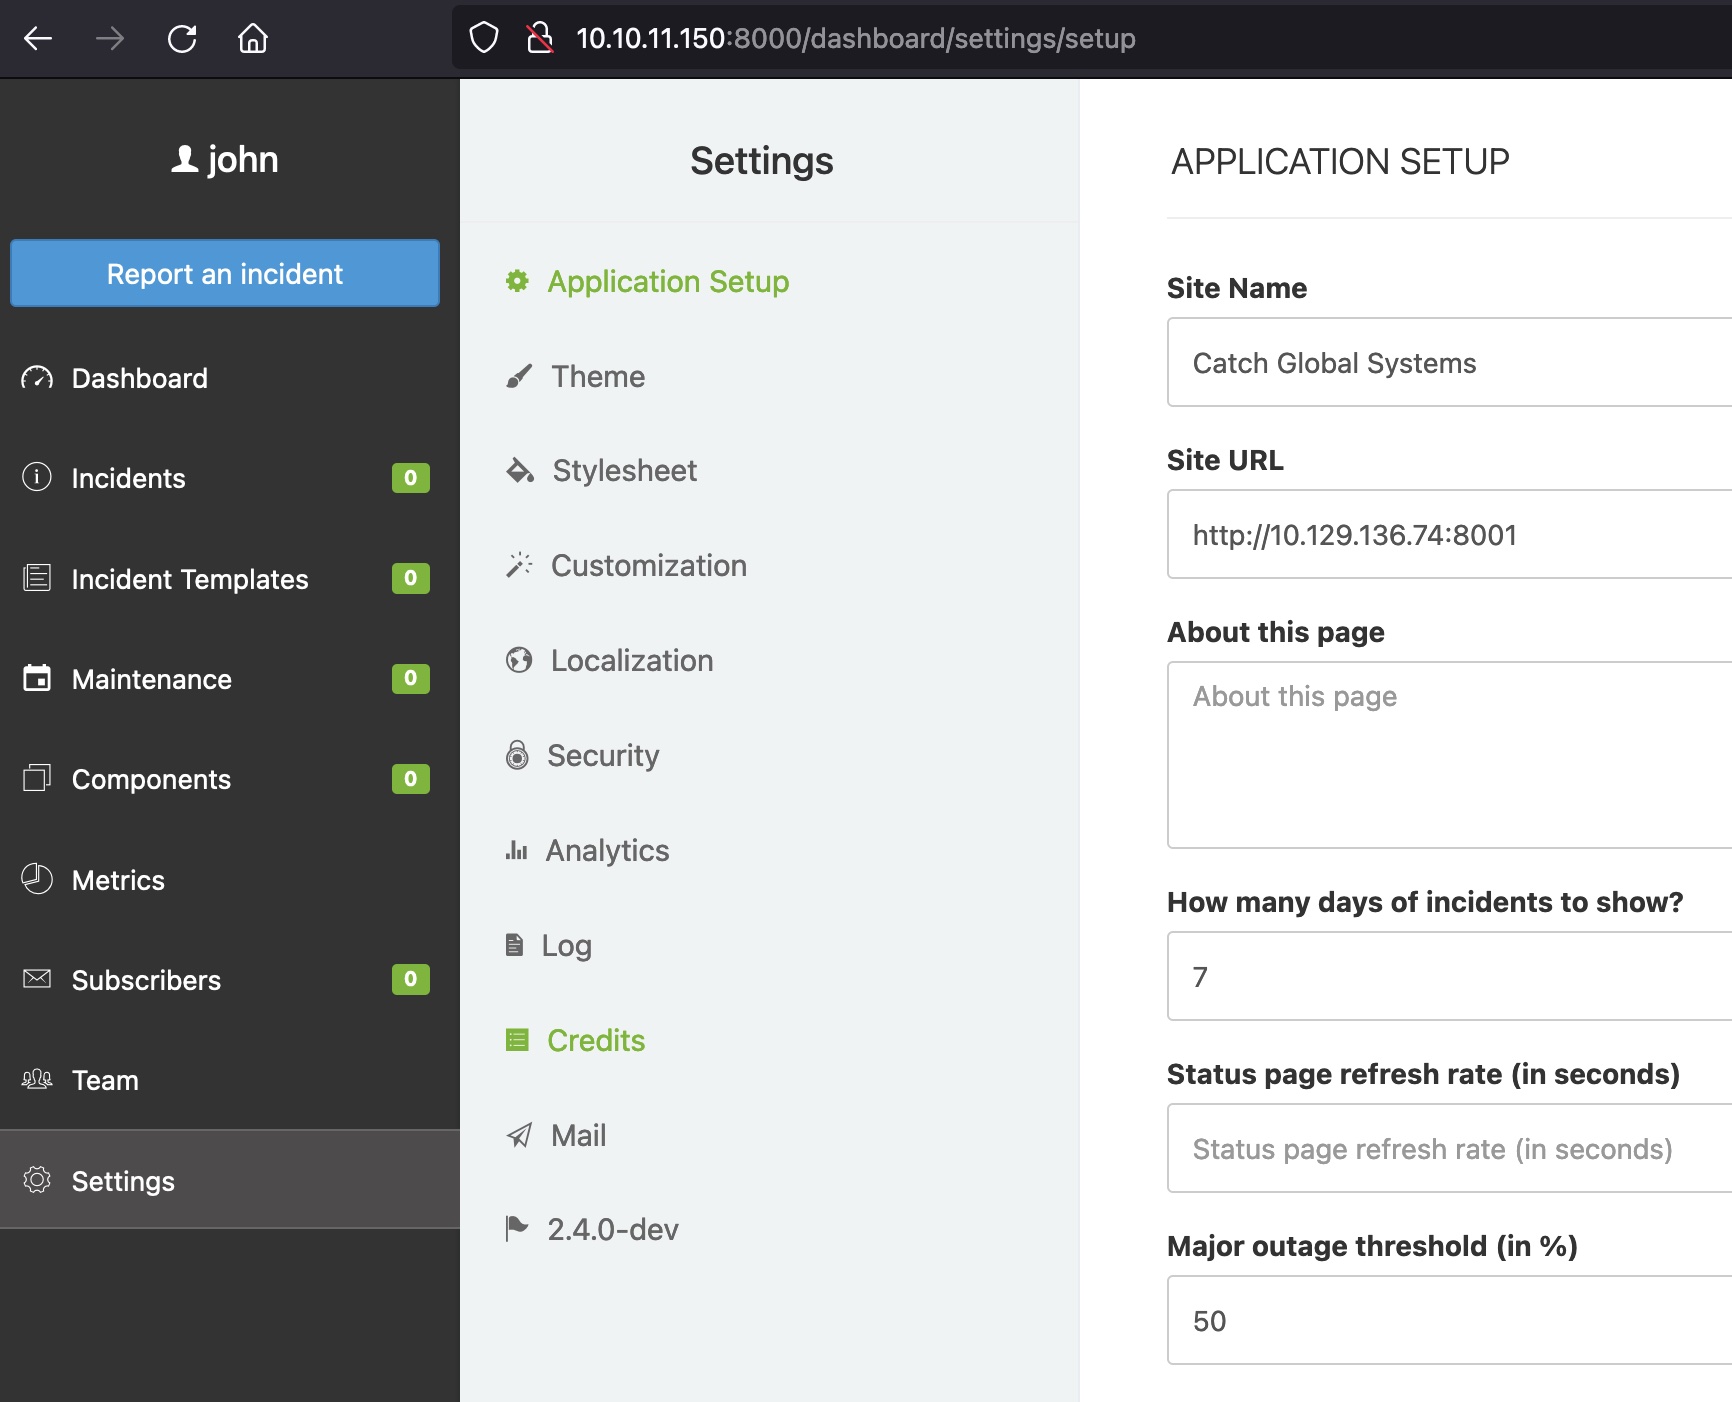 10.10.11.150:8000/dashboard/settings/setup
john
Report an incident
Dashboard
Incidents 0
Incident Templates 0
Maintenance 0
Components 0
Metrics
Subscribers 0
Team
Settings
Settings
Application Setup
Theme
Stylesheet
Customization
Localization
Security
Analytics
Log
Credits
Mail
2.4.0-dev
APPLICATION SETUP
Site Name
Catch Global Systems
Site URL
http://10.129.136.74:8001
About this page
About this page
How many days of incidents to show?
7
Status page refresh rate (in seconds)
Status page refresh rate (in seconds)
Major outage threshold (in %)
50